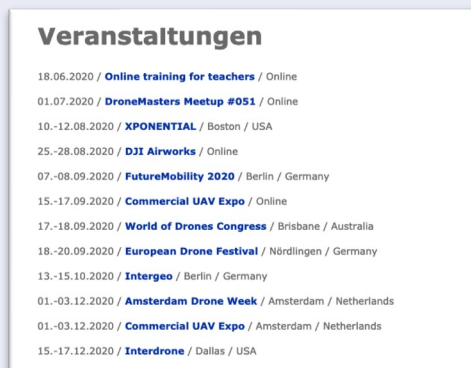 Veranstaltungen
18.06.2020 / Online training for teachers / Online
01.07.2020 / DroneMasters Meetup #051 / Online
10.-12.08.2020 / XPONENTIAL / Boston / USA
25.-28.08.2020 / DJI Airworks / Online
07.-08.09.2020 / FutureMobility 2020 / Berlin / Germany
15.-17.09.2020 / Commercial UAV Expo / Online
17.-18.09.2020 / World of Drones Congress / Brisbane / Australia
18.-20.09.2020 / European Drone Festival / Nördlingen / Germany
13.-15.10.2020 / Intergeo / Berlin / Germany
01.-03.12.2020 / Amsterdam Drone Week / Amsterdam / Netherlands
01.-03.12.2020 / Commercial UAV Expo / Amsterdam / Netherlands
15.-17.12.2020 / Interdrone / Dallas / USA